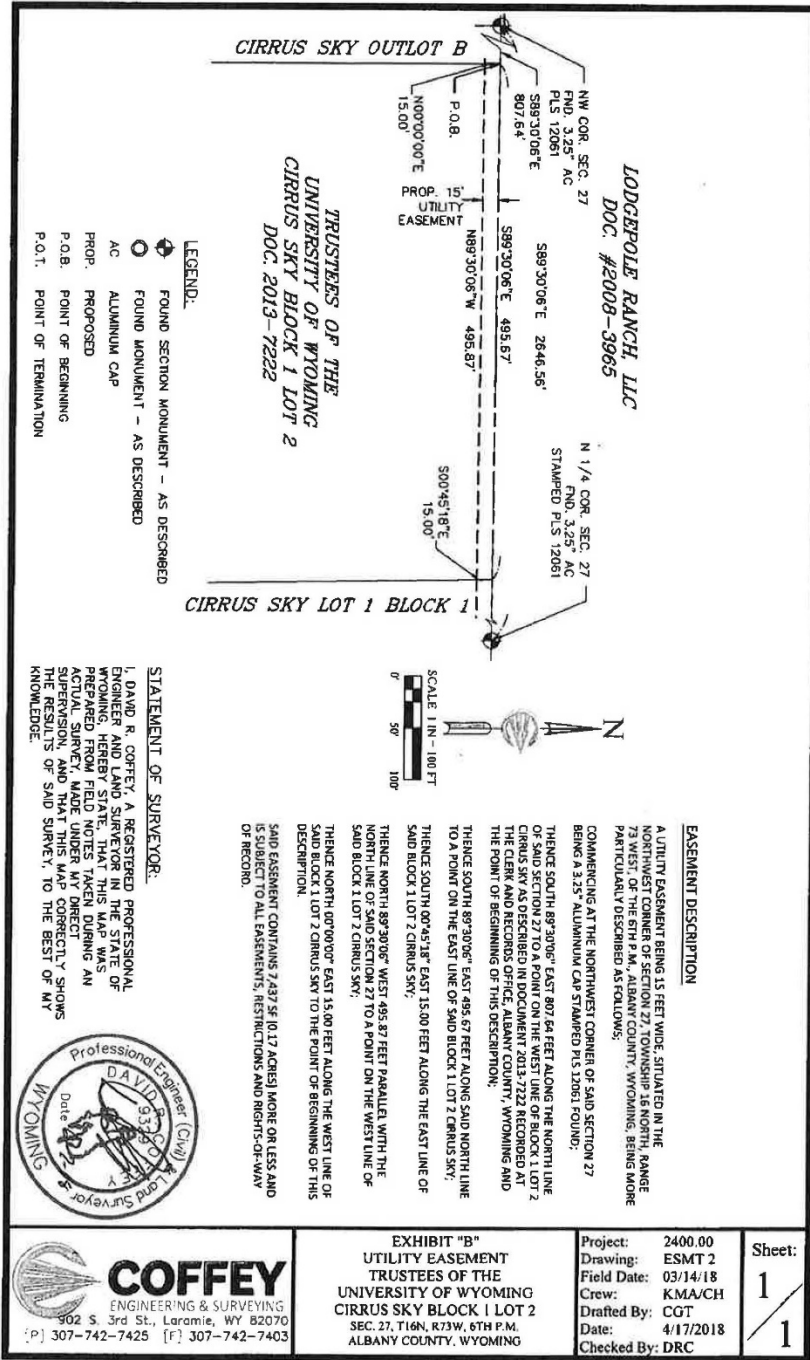 CIRRUS SKY OUTLOT B
NW COR. SEC. 27
FND. 3.25" AC
PLS 12061
S89°30'06"E
807.64'
P.O.B.
N00°00'00"E
15.00'
LODGEPOLE RANCH, LLC
DOC. #2008-3965
S89°30'06"E 2646.56'
S89°30'06"E 495.67'
N89°30'06"W 495.87'
PROP. 15'
UTILITY
EASEMENT
N 1/4 COR. SEC. 27
FND. 3.25" AC
STAMPED PLS 12061
S00°45'18"E
15.00'
CIRRUS SKY LOT 1 BLOCK 1
TRUSTEES OF THE
UNIVERSITY OF WYOMING
CIRRUS SKY BLOCK 1 LOT 2
DOC. 2013-7222
LEGEND:
FOUND SECTION MONUMENT - AS DESCRIBED
FOUND MONUMENT - AS DESCRIBED
AC ALUMINUM CAP
PROP. PROPOSED
P.O.B. POINT OF BEGINNING
P.O.T. POINT OF TERMINATION
N
SCALE 1 IN - 100 FT
0' 50' 100'
EASEMENT DESCRIPTION
A UTILITY EASEMENT BEING 15 FEET WIDE, SITUATED IN THE
NORTHWEST CORNER OF SECTION 27, TOWNSHIP 16 NORTH, RANGE
73 WEST, OF THE 6TH P.M., ALBANY COUNTY, WYOMING, BEING MORE
PARTICULARLY DESCRIBED AS FOLLOWS;
COMMENCING AT THE NORTHWEST CORNER OF SAID SECTION 27
BEING A 3.25" ALUMINUM CAP STAMPED PLS 12061 FOUND;
THENCE SOUTH 89°30'06" EAST 807.64 FEET ALONG THE NORTH LINE
OF SAID SECTION 27 TO A POINT ON THE WEST LINE OF BLOCK 1 LOT 2
CIRRUS SKY AS DESCRIBED IN DOCUMENT 2013-7222 RECORDED AT
THE CLERK AND RECORDS OFFICE, ALBANY COUNTY, WYOMING AND
THE POINT OF BEGINNING OF THIS DESCRIPTION;
THENCE SOUTH 89°30'06" EAST 495.67 FEET ALONG SAID NORTH LINE
TO A POINT ON THE EAST LINE OF SAID BLOCK 1 LOT 2 CIRRUS SKY;
THENCE SOUTH 00°45'18" EAST 15.00 FEET ALONG THE EAST LINE OF
SAID BLOCK 1 LOT 2 CIRRUS SKY;
THENCE NORTH 89°30'06" WEST 495.87 FEET PARALLEL WITH THE
NORTH LINE OF SAID SECTION 27 TO A POINT ON THE WEST LINE OF
SAID BLOCK 1 LOT 2 CIRRUS SKY;
THENCE NORTH 00°00'00" EAST 15.00 FEET ALONG THE WEST LINE OF
SAID BLOCK 1 LOT 2 CIRRUS SKY TO THE POINT OF BEGINNING OF THIS
DESCRIPTION.
SAID EASEMENT CONTAINS 7,437 SF (0.17 ACRES) MORE OR LESS AND
IS SUBJECT TO ALL EASEMENTS, RESTRICTIONS AND RIGHTS-OF-WAY
OF RECORD.
STATEMENT OF SURVEYOR:
I, DAVID R. COFFEY, A REGISTERED PROFESSIONAL
ENGINEER AND LAND SURVEYOR IN THE STATE OF
WYOMING, HEREBY STATE, THAT THIS MAP WAS
PREPARED FROM FIELD NOTES TAKEN DURING AN
ACTUAL SURVEY, MADE UNDER MY DIRECT
SUPERVISION, AND THAT THIS MAP CORRECTLY SHOWS
THE RESULTS OF SAID SURVEY, TO THE BEST OF MY
KNOWLEDGE.
Professional Engineer (Civil) & Land Surveyor
DAVID R. COFFEY
9339
Date
WYOMING
COFFEY
ENGINEERING & SURVEYING
902 S. 3rd St., Laramie, WY 82070
[P] 307-742-7425 [F] 307-742-7403
EXHIBIT "B"
UTILITY EASEMENT
TRUSTEES OF THE
UNIVERSITY OF WYOMING
CIRRUS SKY BLOCK 1 LOT 2
SEC. 27, T16N, R73W, 6TH P.M.
ALBANY COUNTY, WYOMING
Project: 2400.00
Drawing: ESMT 2
Field Date: 03/14/18
Crew: KMA/CH
Drafted By: CGT
Date: 4/17/2018
Checked By: DRC
Sheet:
1/1